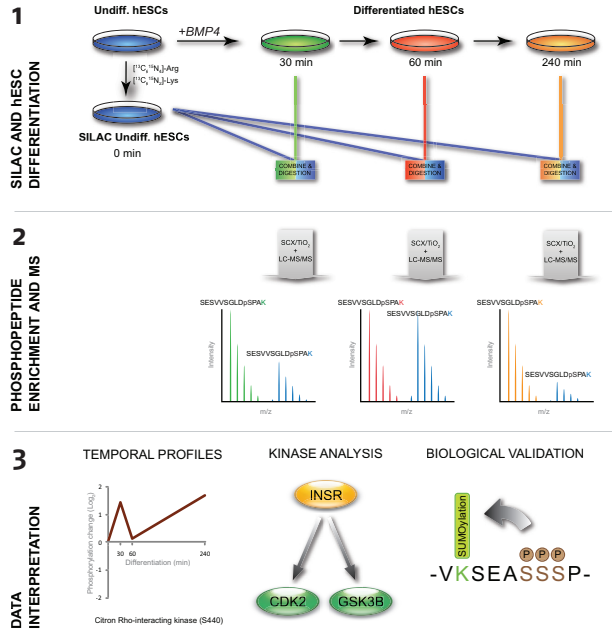 1
SILAC AND hESC
DIFFERENTIATION
Undiff. hESCs
+BMP4
Differentiated hESCs
30 min
60 min
240 min
[¹³C₆¹⁵N₄]-Arg
[¹³C₆¹⁵N₂]-Lys
SILAC Undiff. hESCs
0 min
COMBINE &
DIGESTION
COMBINE &
DIGESTION
COMBINE &
DIGESTION
2
PHOSPHOPEPTIDE
ENRICHMENT AND MS
SCX/TiO₂
+
LC-MS/MS
SCX/TiO₂
+
LC-MS/MS
SCX/TiO₂
+
LC-MS/MS
SESVVSGLDpSPAK
SESVVSGLDpSPAK
Intensity
m/z
SESVVSGLDpSPAK
SESVVSGLDpSPAK
Intensity
m/z
SESVVSGLDpSPAK
SESVVSGLDpSPAK
Intensity
m/z
3
DATA
INTERPRETATION
TEMPORAL PROFILES
Phosphorylation change (Log₂)
2
1
0
-1
-2
30
60
240
Differentiation (min)
Citron Rho-interacting kinase (S440)
KINASE ANALYSIS
INSR
CDK2
GSK3B
BIOLOGICAL VALIDATION
SUMOylation
P P P
-VKSEASSSP-